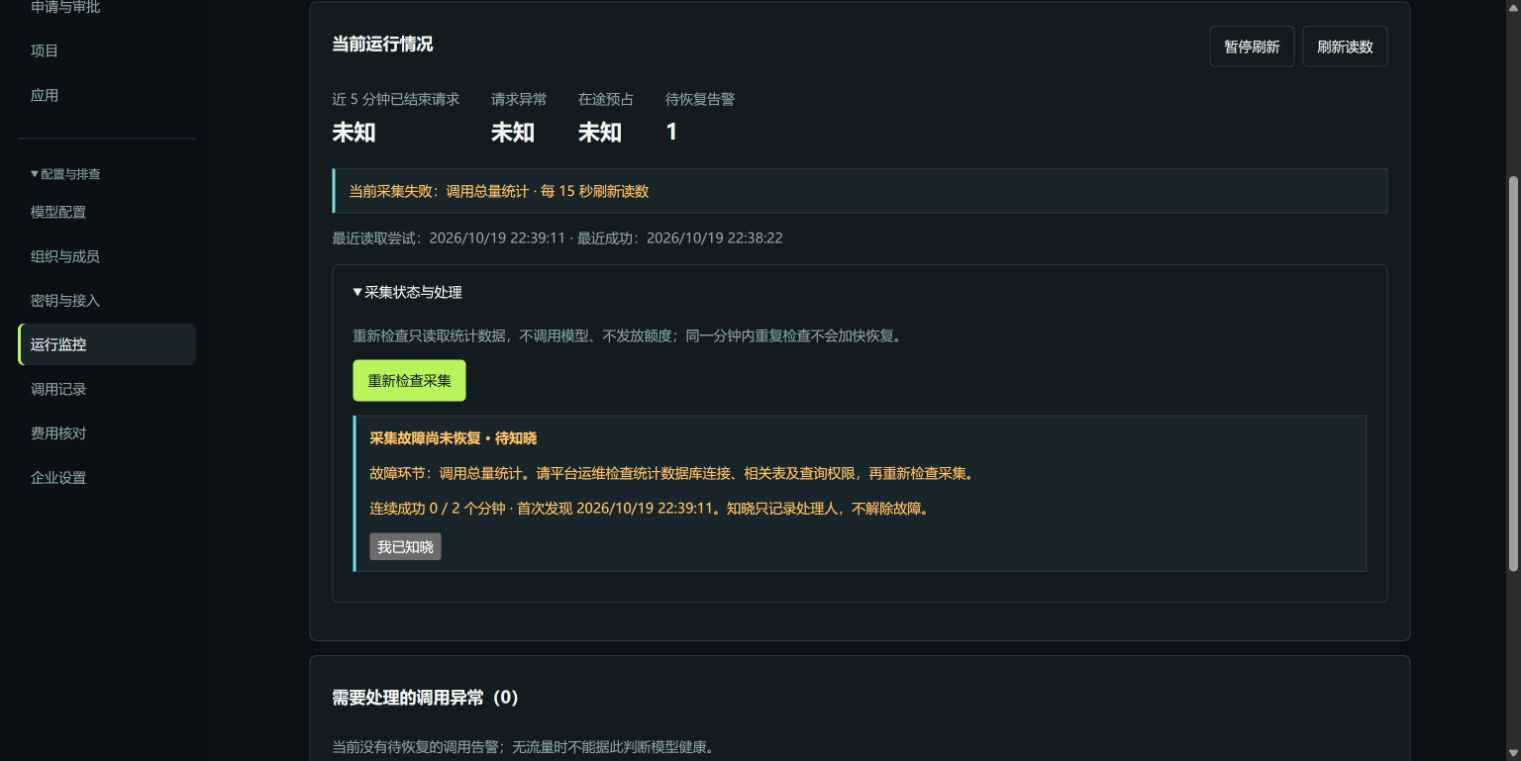 申请与审批
项目
应用
▼配置与排查
模型配置
组织与成员
密钥与接入
运行监控
调用记录
费用核对
企业设置
当前运行情况
暂停刷新
刷新读数
近 5 分钟已结束请求
未知
请求异常
未知
在途预占
未知
待恢复告警
1
当前采集失败：调用总量统计 · 每 15 秒刷新读数
最近读取尝试：2026/10/19 22:39:11 · 最近成功：2026/10/19 22:38:22
▼采集状态与处理
重新检查只读取统计数据，不调用模型、不发放额度；同一分钟内重复检查不会加快恢复。
重新检查采集
采集故障尚未恢复 · 待知晓
故障环节：调用总量统计。请平台运维检查统计数据库连接、相关表及查询权限，再重新检查采集。
连续成功 0 / 2 个分钟 · 首次发现 2026/10/19 22:39:11。知晓只记录处理人，不解除故障。
我已知晓
需要处理的调用异常（0）
当前没有待恢复的调用告警；无流量时不能据此判断模型健康。